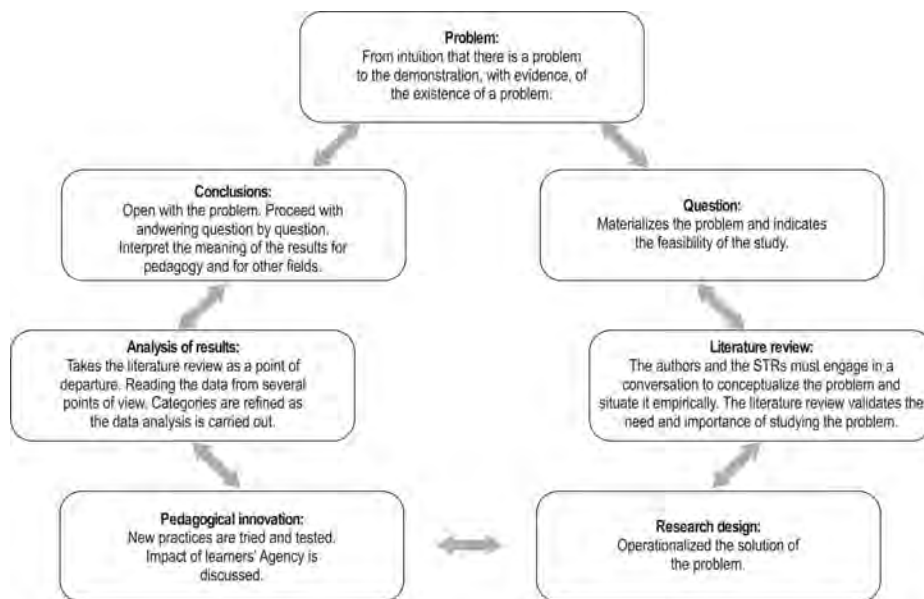 Problem:
From intuition that there is a problem
to the demonstration, with evidence, of
the existence of a problem.
Conclusions:
Open with the problem. Proceed with
andwering question by question.
Interpret the meaning of the results for
pedagogy and for other fields.
Question:
Materializes the problem and indicates
the feasibility of the study.
Analysis of results:
Takes the literature review as a point of
departure. Reading the data from several
points of view. Categories are refined as
the data analysis is carried out.
Literature review:
The authors and the STRs must engage in a
conversation to conceptualize the problem and
situate it empirically. The literature review validates the
need and importance of studying the problem.
Pedagogical innovation:
New practices are tried and tested.
Impact of learners' Agency is
discussed.
Research design:
Operationalized the solution of
the problem.